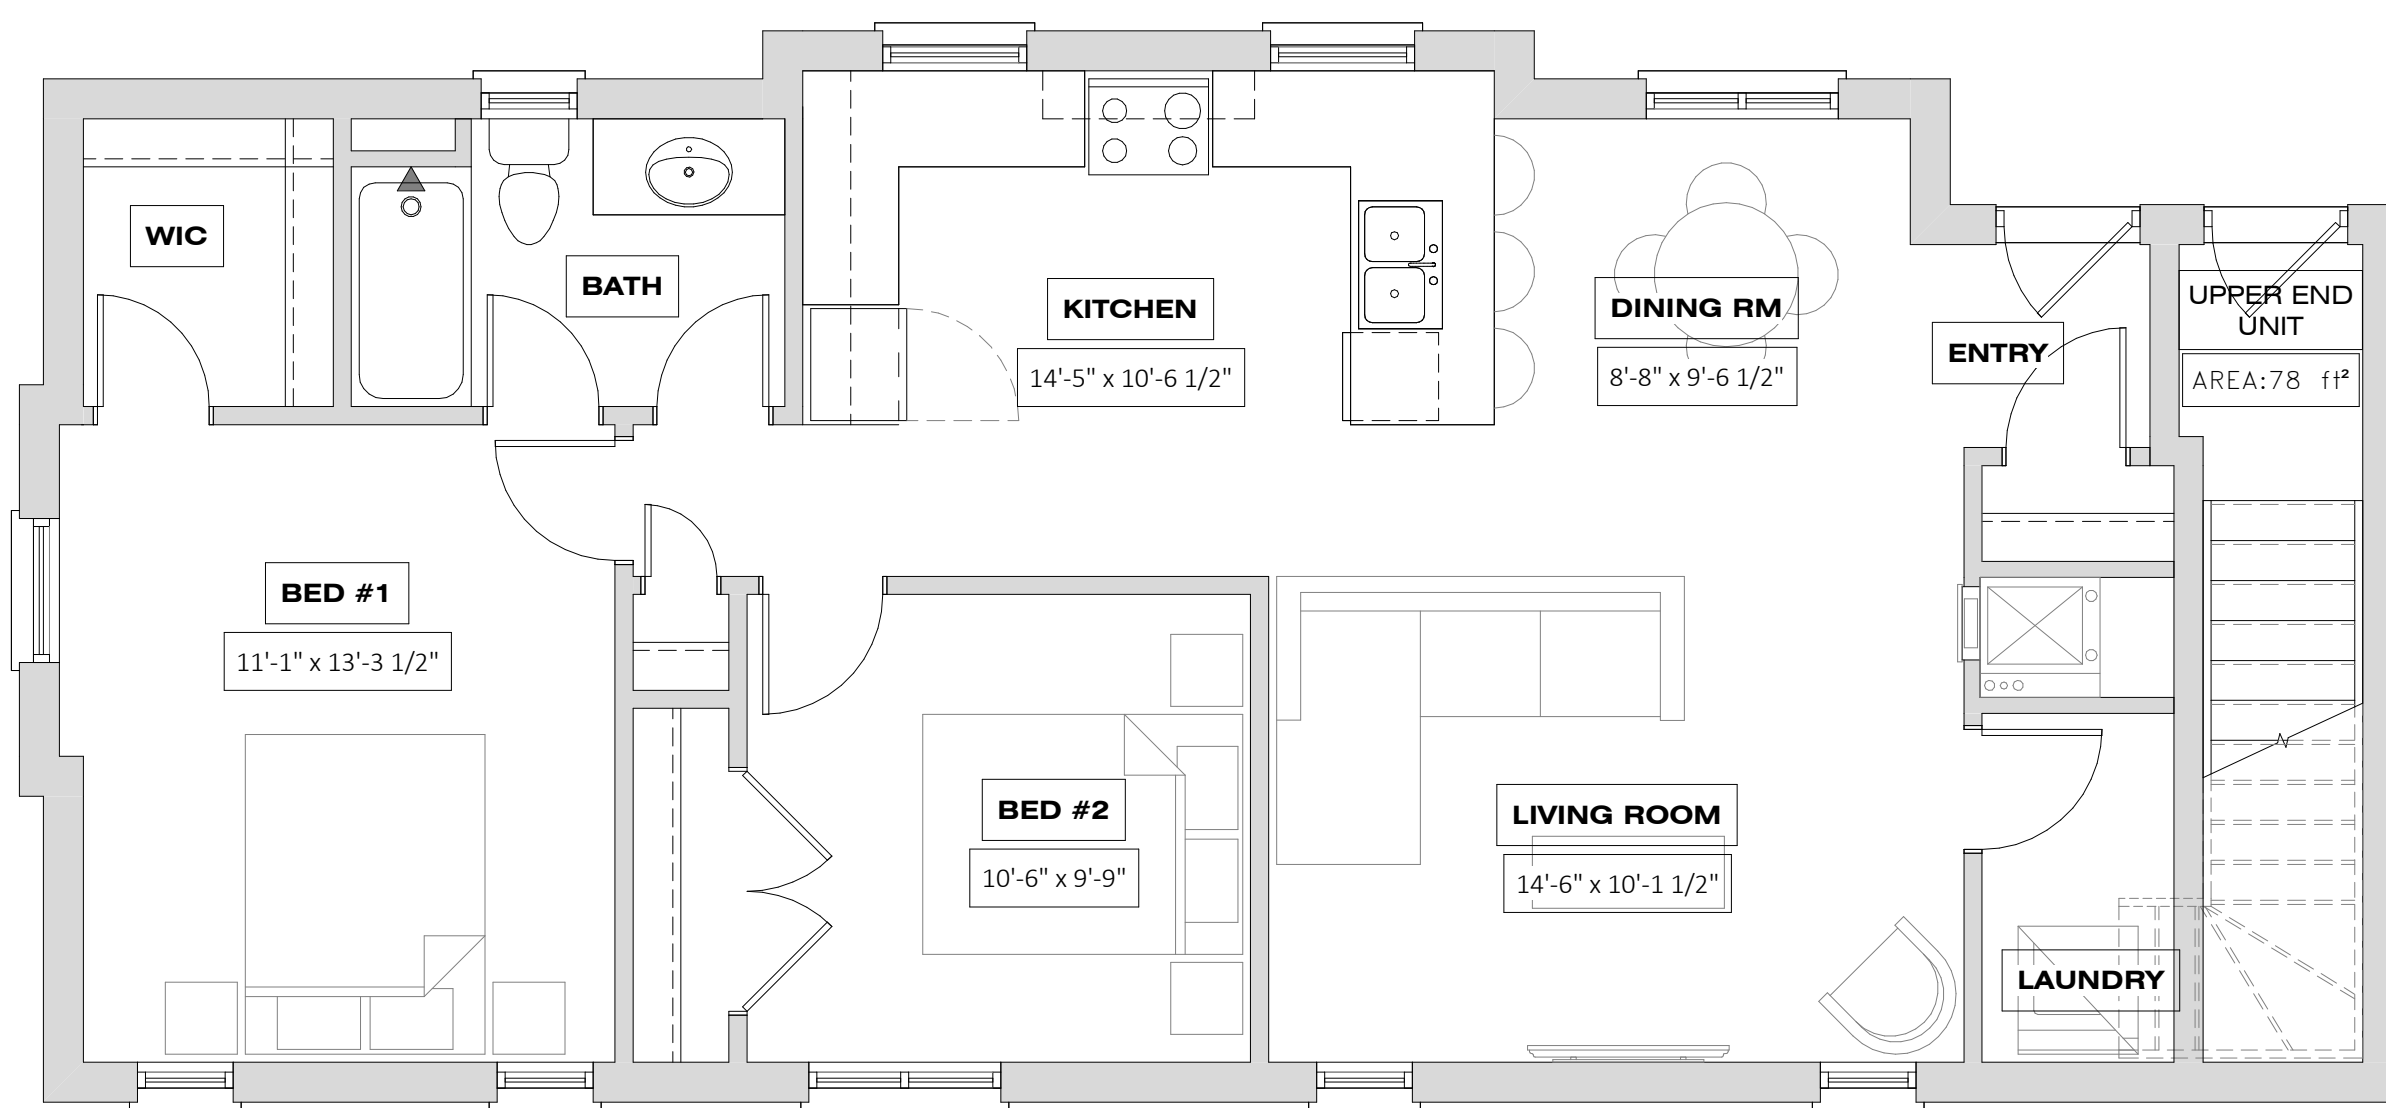 WIC
BATH
KITCHEN
14'-5" x 10'-6 1/2"
DINING RM
8'-8" x 9'-6 1/2"
ENTRY
UPPER END
UNIT
AREA:78 ft²
BED #1
11'-1" x 13'-3 1/2"
BED #2
10'-6" x 9'-9"
LIVING ROOM
14'-6" x 10'-1 1/2"
LAUNDRY